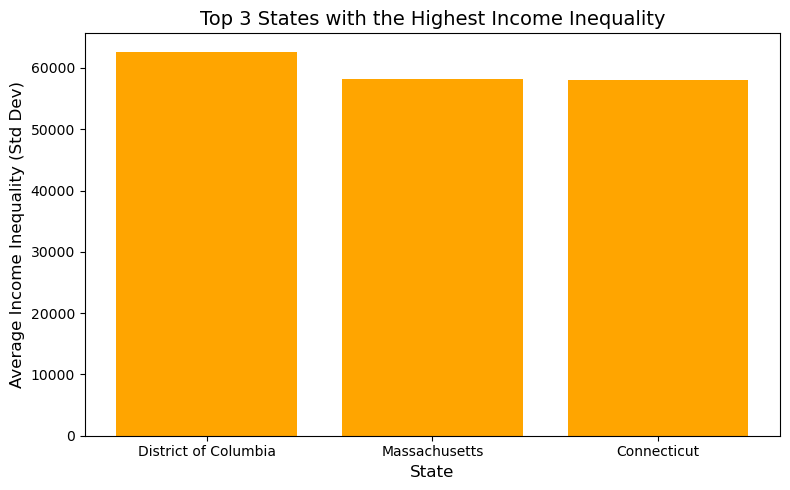 Top 3 States with the Highest Income Inequality
Average Income Inequality (Std Dev)
60000
50000
40000
30000
20000
10000
0
District of Columbia
Massachusetts
Connecticut
State